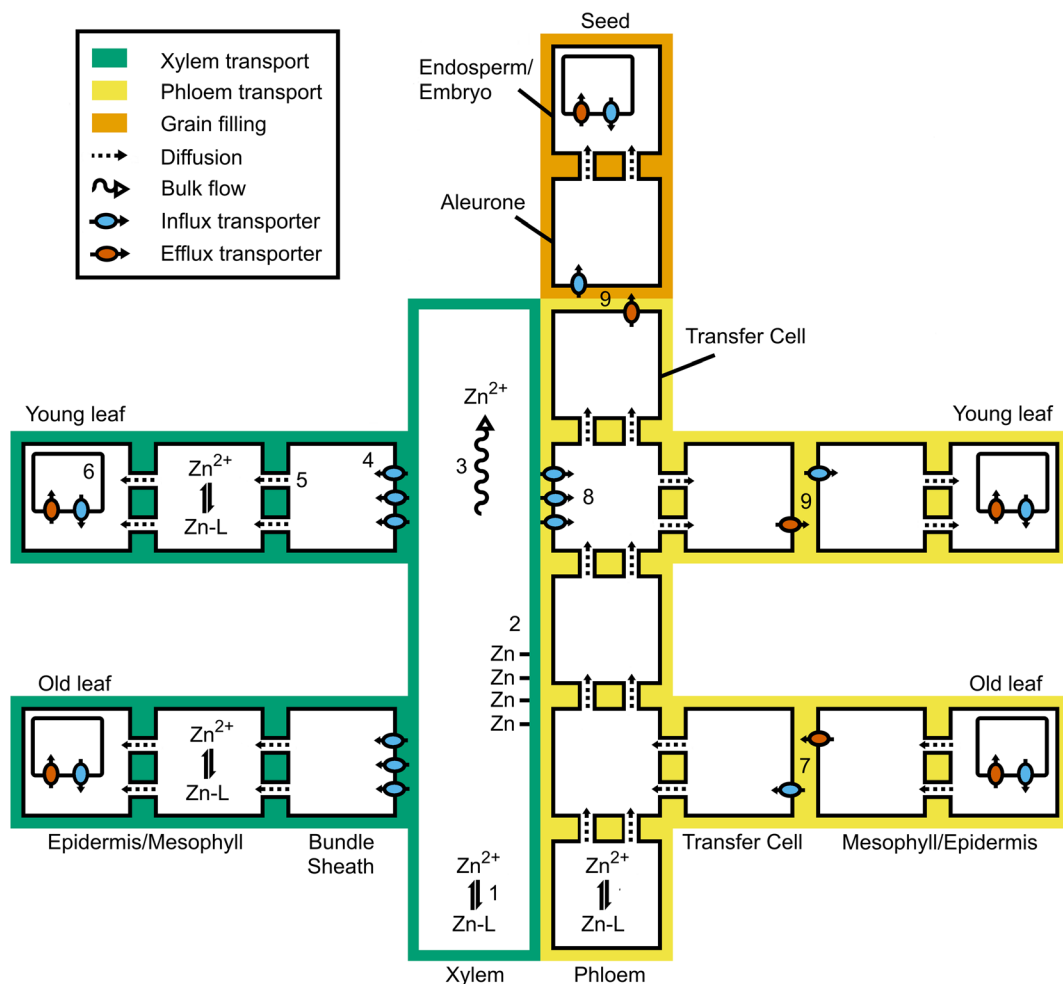 Seed
Xylem transport
Phloem transport
Grain filling
Diffusion
Bulk flow
Influx transporter
Efflux transporter
Endosperm/
Embryo
Aleurone
9
Transfer Cell
Young leaf
Zn2+
3
Young leaf
6
Zn2+
Zn-L
5
4
8
9
2
Zn
Zn
Zn
Zn
Old leaf
Zn2+
Zn-L
Old leaf
7
Epidermis/Mesophyll
Bundle
Sheath
Transfer Cell
Mesophyll/Epidermis
Zn2+
1
Zn-L
Zn2+
Zn-L
Xylem
Phloem